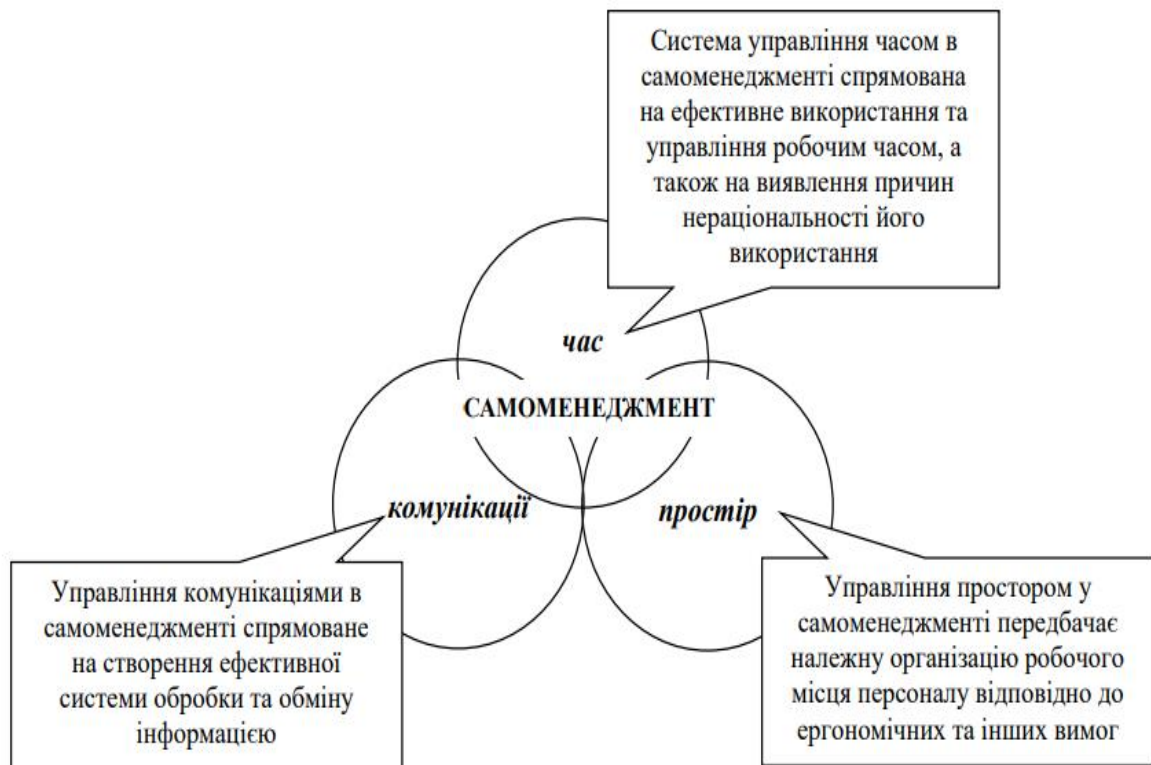 Система управління часом в
самоменеджменті спрямована
на ефективне використання та
управління робочим часом, а
також на виявлення причин
нераціональності його
використання
час
САМОМЕНЕДЖМЕНТ
комунікації
простір
Управління комунікаціями в
самоменеджменті спрямоване
на створення ефективної
системи обробки та обміну
інформацією
Управління простором у
самоменеджменті передбачає
належну організацію робочого
місця персоналу відповідно до
ергономічних та інших вимог